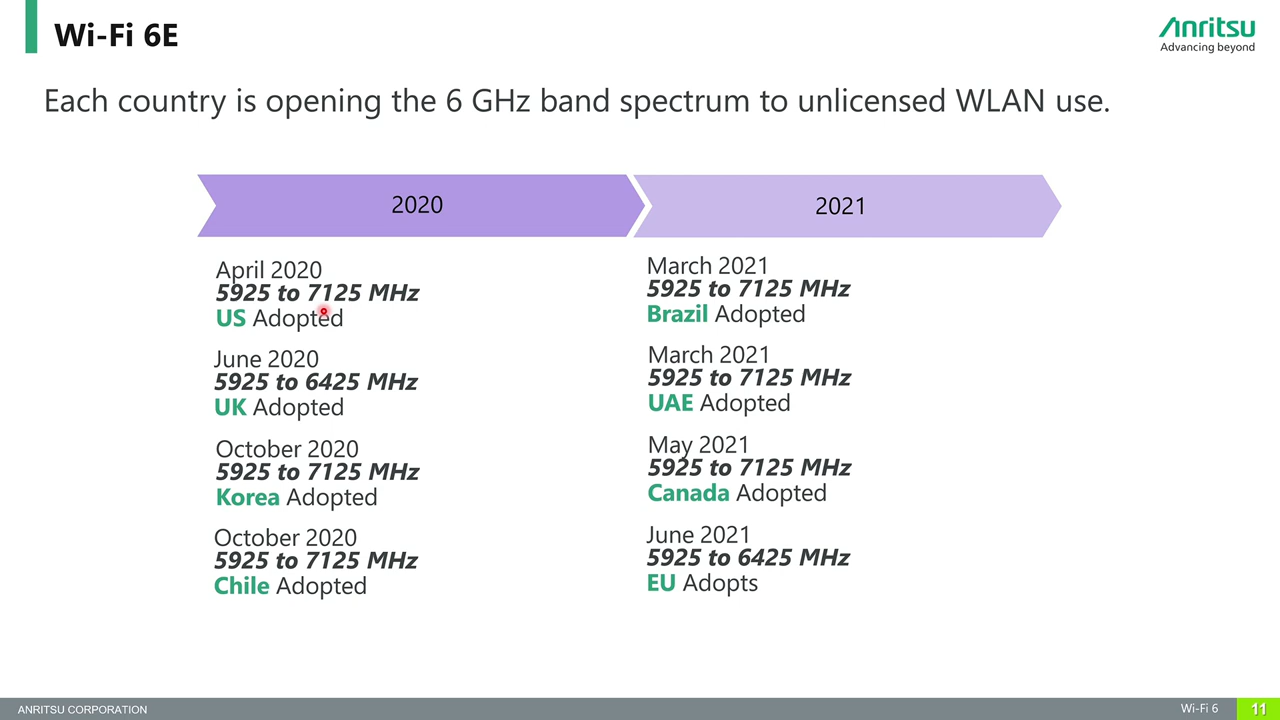 Wi-Fi 6E
Anritsu
Advancing beyond
Each country is opening the 6 GHz band spectrum to unlicensed WLAN use.
2020
April 2020
5925 to 7125 MHz
US Adopted
June 2020
5925 to 6425 MHz
UK Adopted
October 2020
5925 to 7125 MHz
Korea Adopted
October 2020
5925 to 7125 MHz
Chile Adopted
2021
March 2021
5925 to 7125 MHz
Brazil Adopted
March 2021
5925 to 7125 MHz
UAE Adopted
May 2021
5925 to 7125 MHz
Canada Adopted
June 2021
5925 to 6425 MHz
EU Adopts
ANRITSU CORPORATION
Wi-Fi 6
11